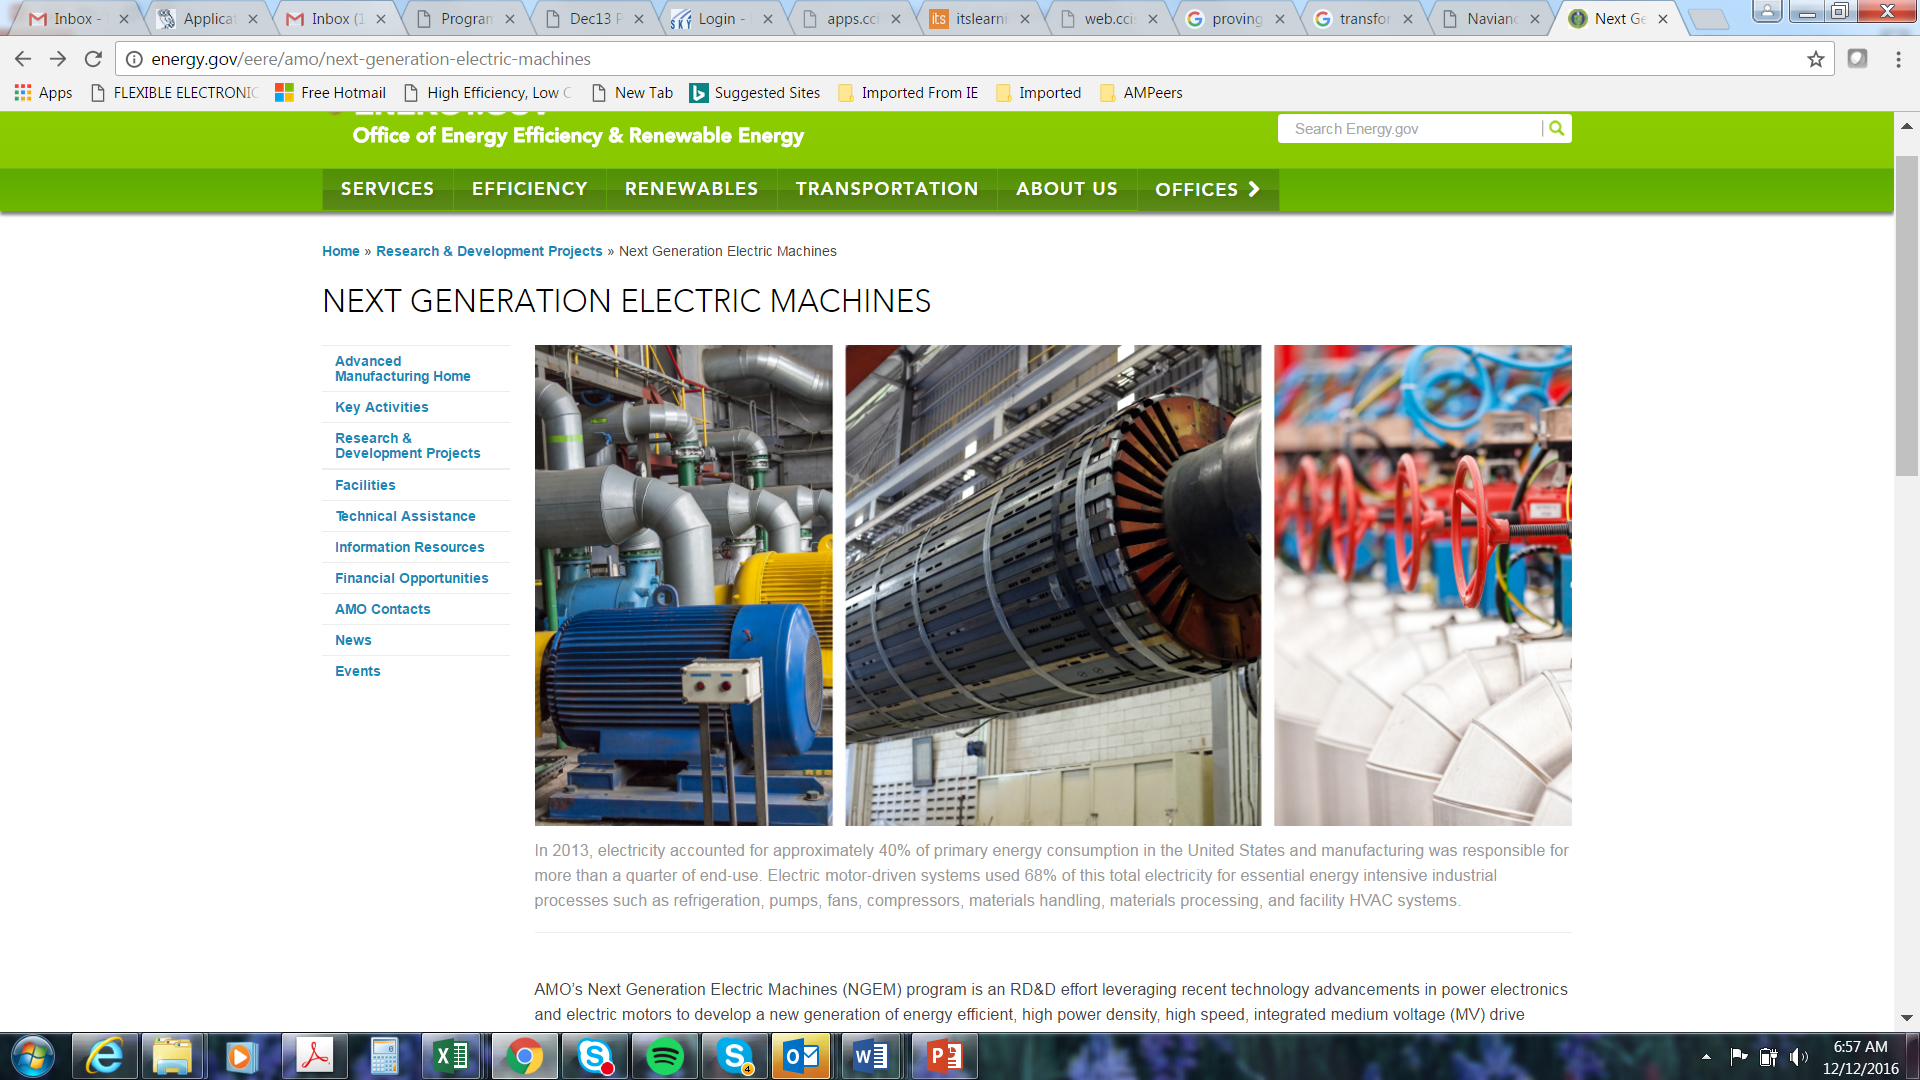 Inbox -
Applicat
Inbox (1
Program
Dec13 P
Login -
apps.cci
itslearni
web.ccis
proving
transfor
Navianc
Next Ge
energy.gov/eere/amo/next-generation-electric-machines
Apps
FLEXIBLE ELECTRONIC
Free Hotmail
High Efficiency, Low C
New Tab
Suggested Sites
Imported From IE
Imported
AMPeers
ENERGY.GOV
Office of Energy Efficiency & Renewable Energy
Search Energy.gov
SERVICES
EFFICIENCY
RENEWABLES
TRANSPORTATION
ABOUT US
OFFICES
Home » Research & Development Projects » Next Generation Electric Machines
NEXT GENERATION ELECTRIC MACHINES
Advanced
Manufacturing Home
Key Activities
Research &
Development Projects
Facilities
Technical Assistance
Information Resources
Financial Opportunities
AMO Contacts
News
Events
In 2013, electricity accounted for approximately 40% of primary energy consumption in the United States and manufacturing was responsible for
more than a quarter of end-use. Electric motor-driven systems used 68% of this total electricity for essential energy intensive industrial
processes such as refrigeration, pumps, fans, compressors, materials handling, materials processing, and facility HVAC systems.
AMO’s Next Generation Electric Machines (NGEM) program is an RD&D effort leveraging recent technology advancements in power electronics
and electric motors to develop a new generation of energy efficient, high power density, high speed, integrated medium voltage (MV) drive
6:57 AM
12/12/2016